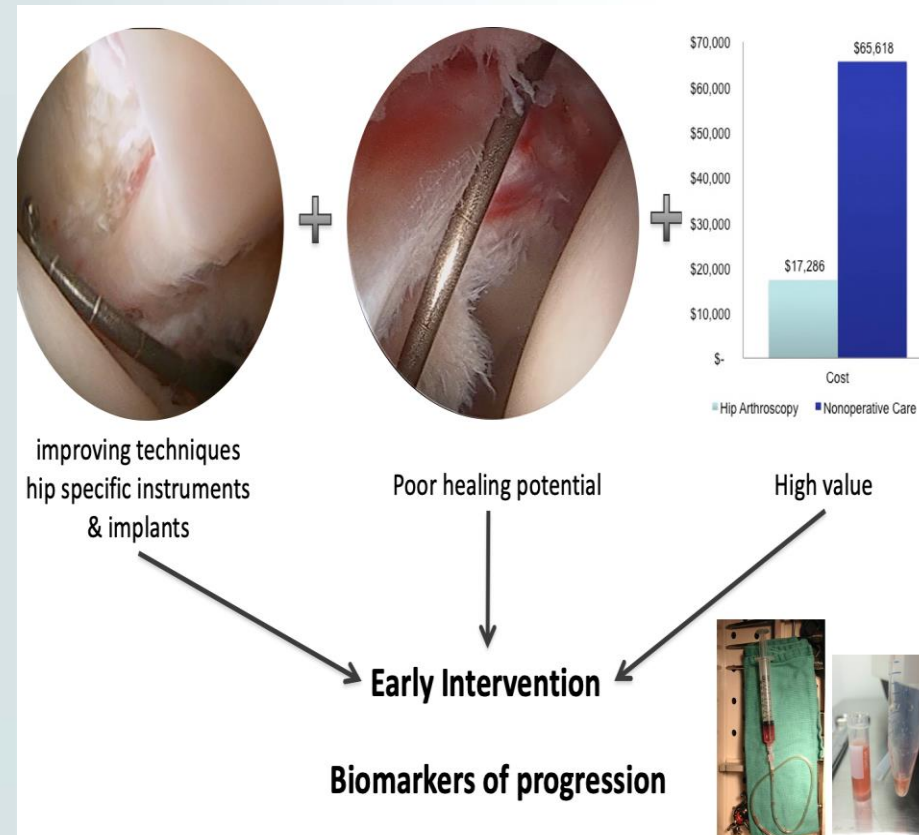 $70,000
$60,000
$50,000
$40,000
$30,000
$20,000
$10,000
$-
$65,618
$17,286
Cost
Hip Arthroscopy
Nonoperative Care
improving techniques
hip specific instruments
& implants
Poor healing potential
High value
Early Intervention
Biomarkers of progression